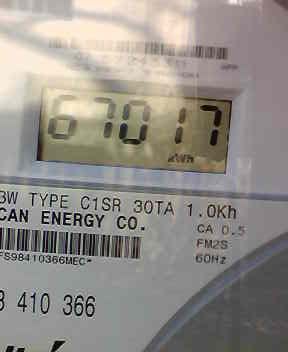 67017
kWh
3W TYPE C1SR 30TA 1.0Kh
CAN ENERGY CO.
CA 0.5
FM2S
60Hz
FS98410366MEC*
410 366